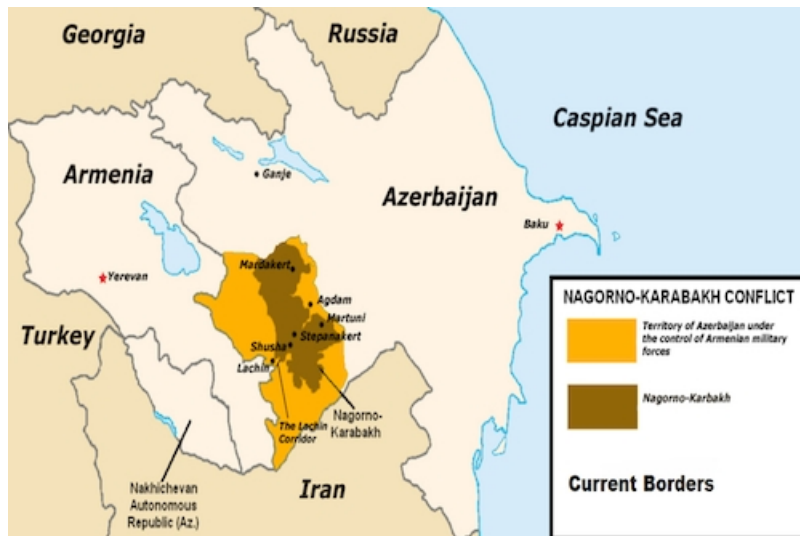 Georgia
Russia
Caspian Sea
Armenia
Ganje
Azerbaijan
Baku
Mardakert
Yerevan
Agdam
Martuni
Turkey
Stepanakert
Shusha
Lachin
The Lachin
Corridor
Nagorno-
Karabakh
Iran
Nakhichevan
Autonomous
Republic (Az.)
NAGORNO-KARABAKH CONFLICT
Territory of Azerbaijan under
the control of Armenian military
forces
Nagorno-Karbakh
Current Borders